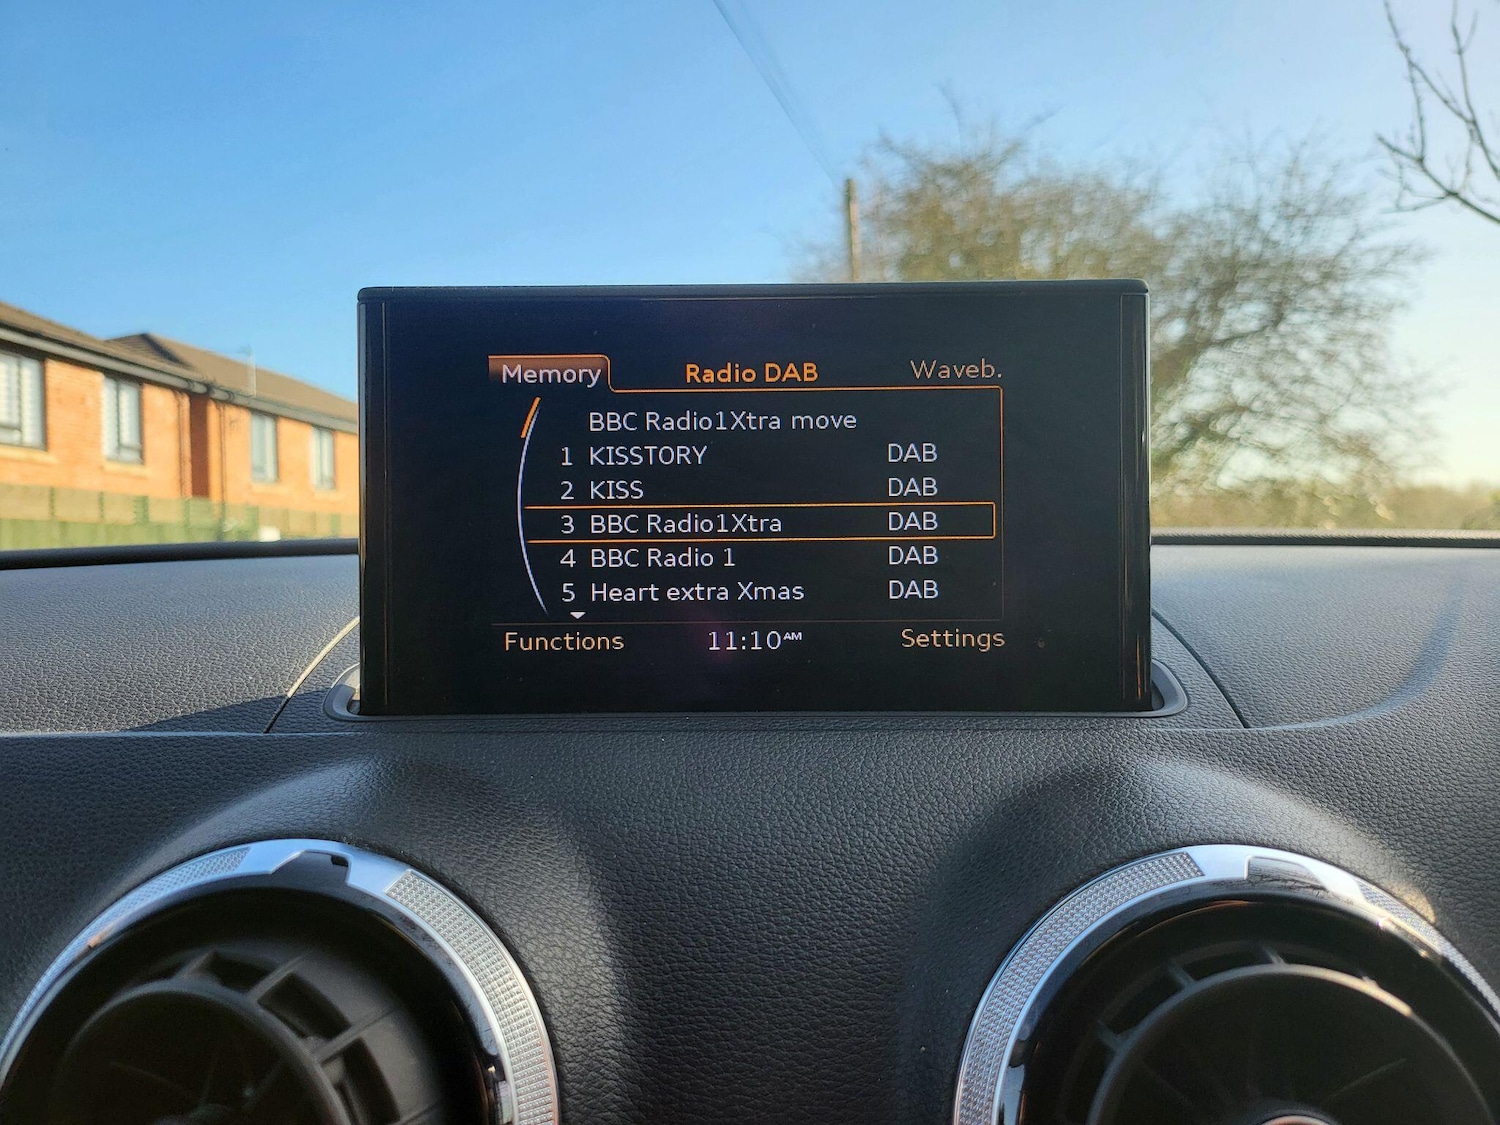 Memory Radio DAB Waveb.
BBC Radio1Xtra move
1 KISSTORY DAB
2 KISS DAB
3 BBC Radio1Xtra DAB
4 BBC Radio 1 DAB
5 Heart extra Xmas DAB
Functions 11:10AM Settings